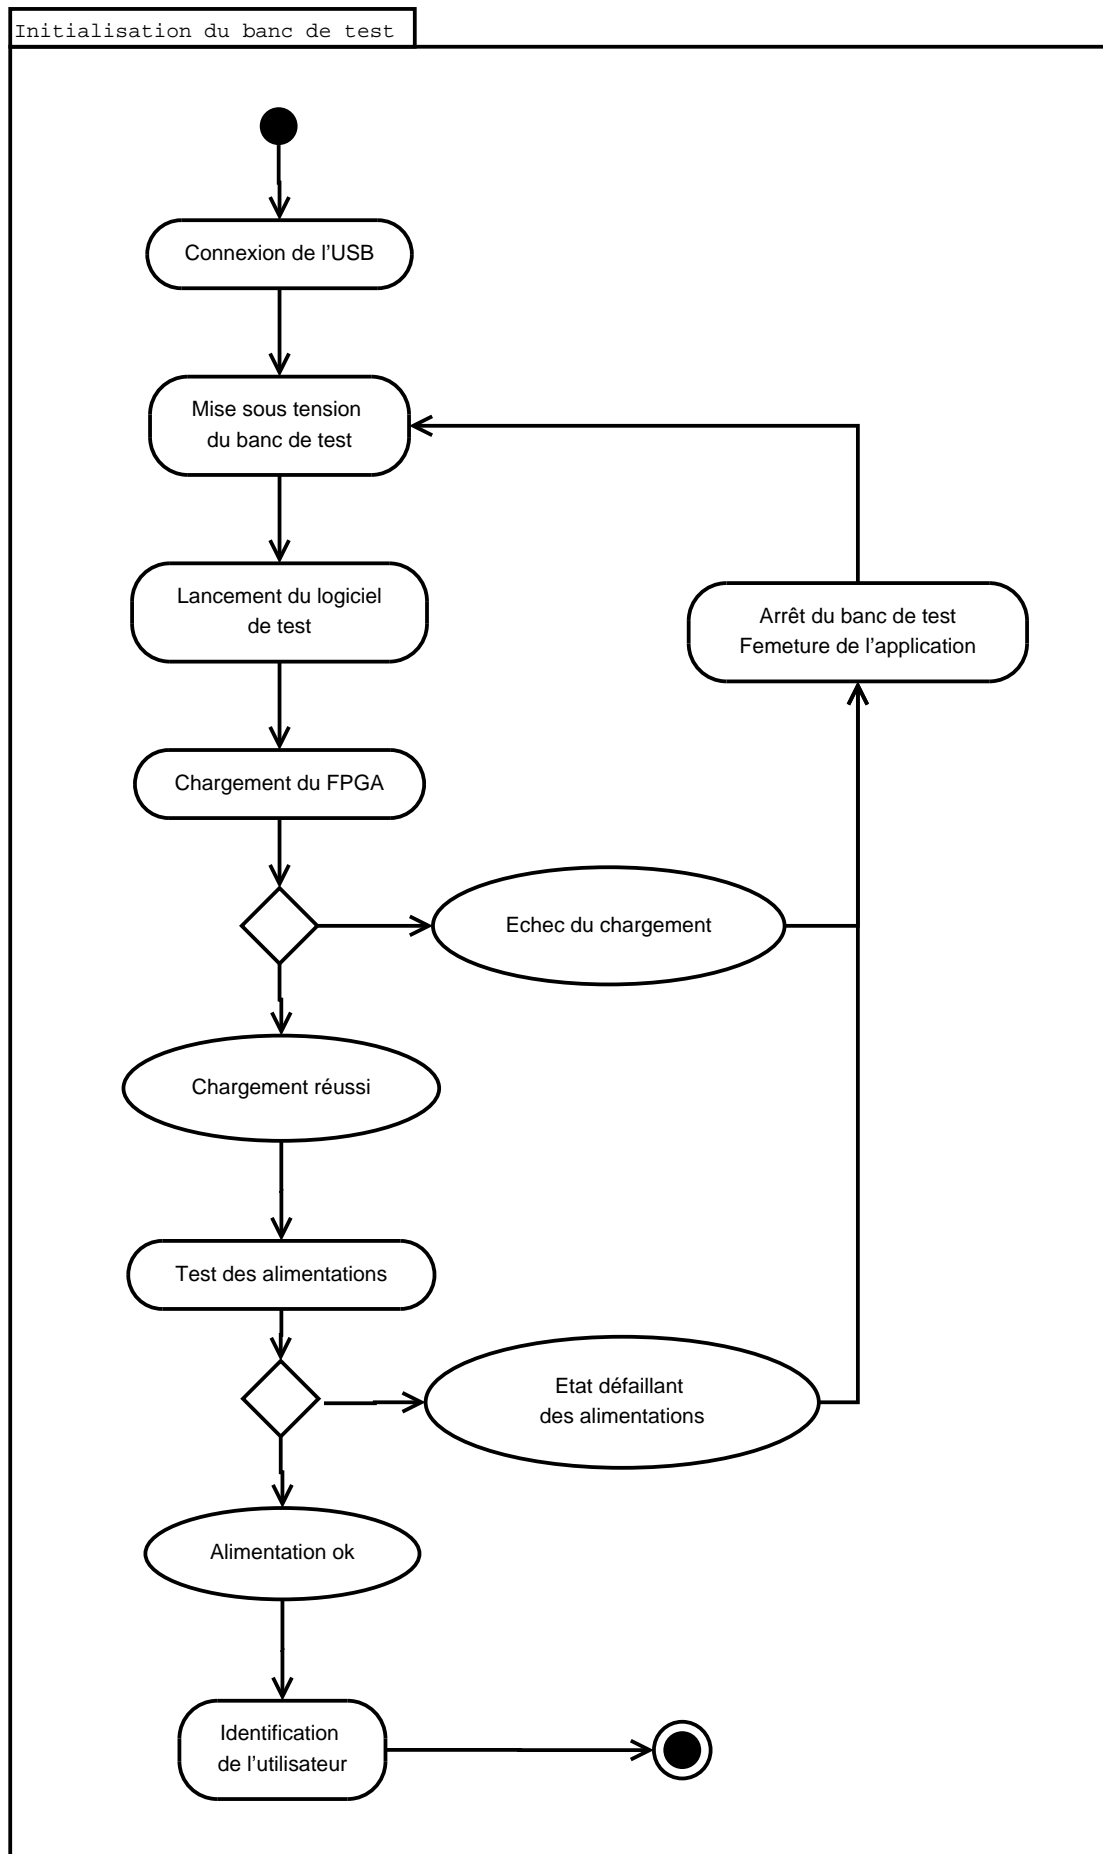 Initialisation du banc de test
Connexion de l'USB
Mise sous tension
du banc de test
Lancement du logiciel
de test
Arrêt du banc de test
Femeture de l'application
Chargement du FPGA
Echec du chargement
Chargement réussi
Test des alimentations
Etat défaillant
des alimentations
Alimentation ok
Identification
de l'utilisateur